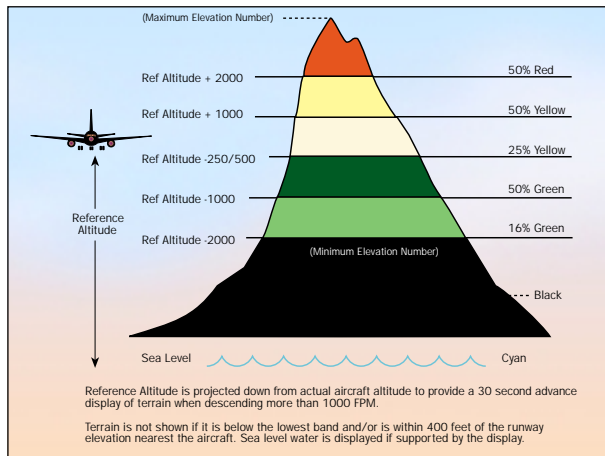 (Maximum Elevation Number)
Ref Altitude + 2000
50% Red
Ref Altitude + 1000
50% Yellow
Ref Altitude -250/500
25% Yellow
Ref Altitude -1000
50% Green
Reference
Altitude
Ref Altitude -2000
16% Green
(Minimum Elevation Number)
Black
Sea Level
Cyan
Reference Altitude is projected down from actual aircraft altitude to provide a 30 second advance
display of terrain when descending more than 1000 FPM.
Terrain is not shown if it is below the lowest band and/or is within 400 feet of the runway
elevation nearest the aircraft. Sea level water is displayed if supported by the display.